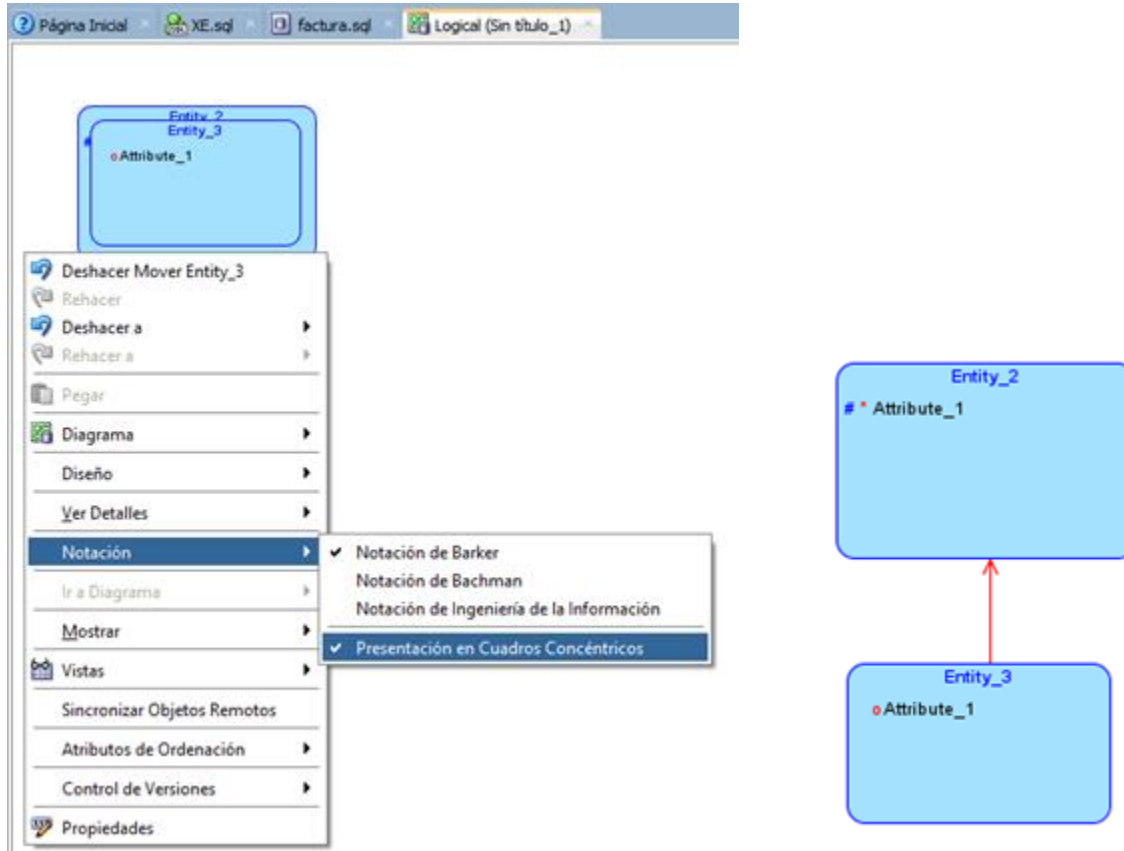 Página Inicial XE.sql factura.sql Logical (Sin título_1)
Entity_2
Entity_3
# o Attribute_1
Deshacer Mover Entity_3
Rehacer
Deshacer a
Rehacer a
Pegar
Diagrama
Diseño
Ver Detalles
Notación
Ir a Diagrama
Mostrar
Vistas
Sincronizar Objetos Remotos
Atributos de Ordenación
Control de Versiones
Propiedades
Notación de Barker
Notación de Bachman
Notación de Ingeniería de la Información
Presentación en Cuadros Concéntricos
Entity_2
# * Attribute_1
Entity_3
o Attribute_1